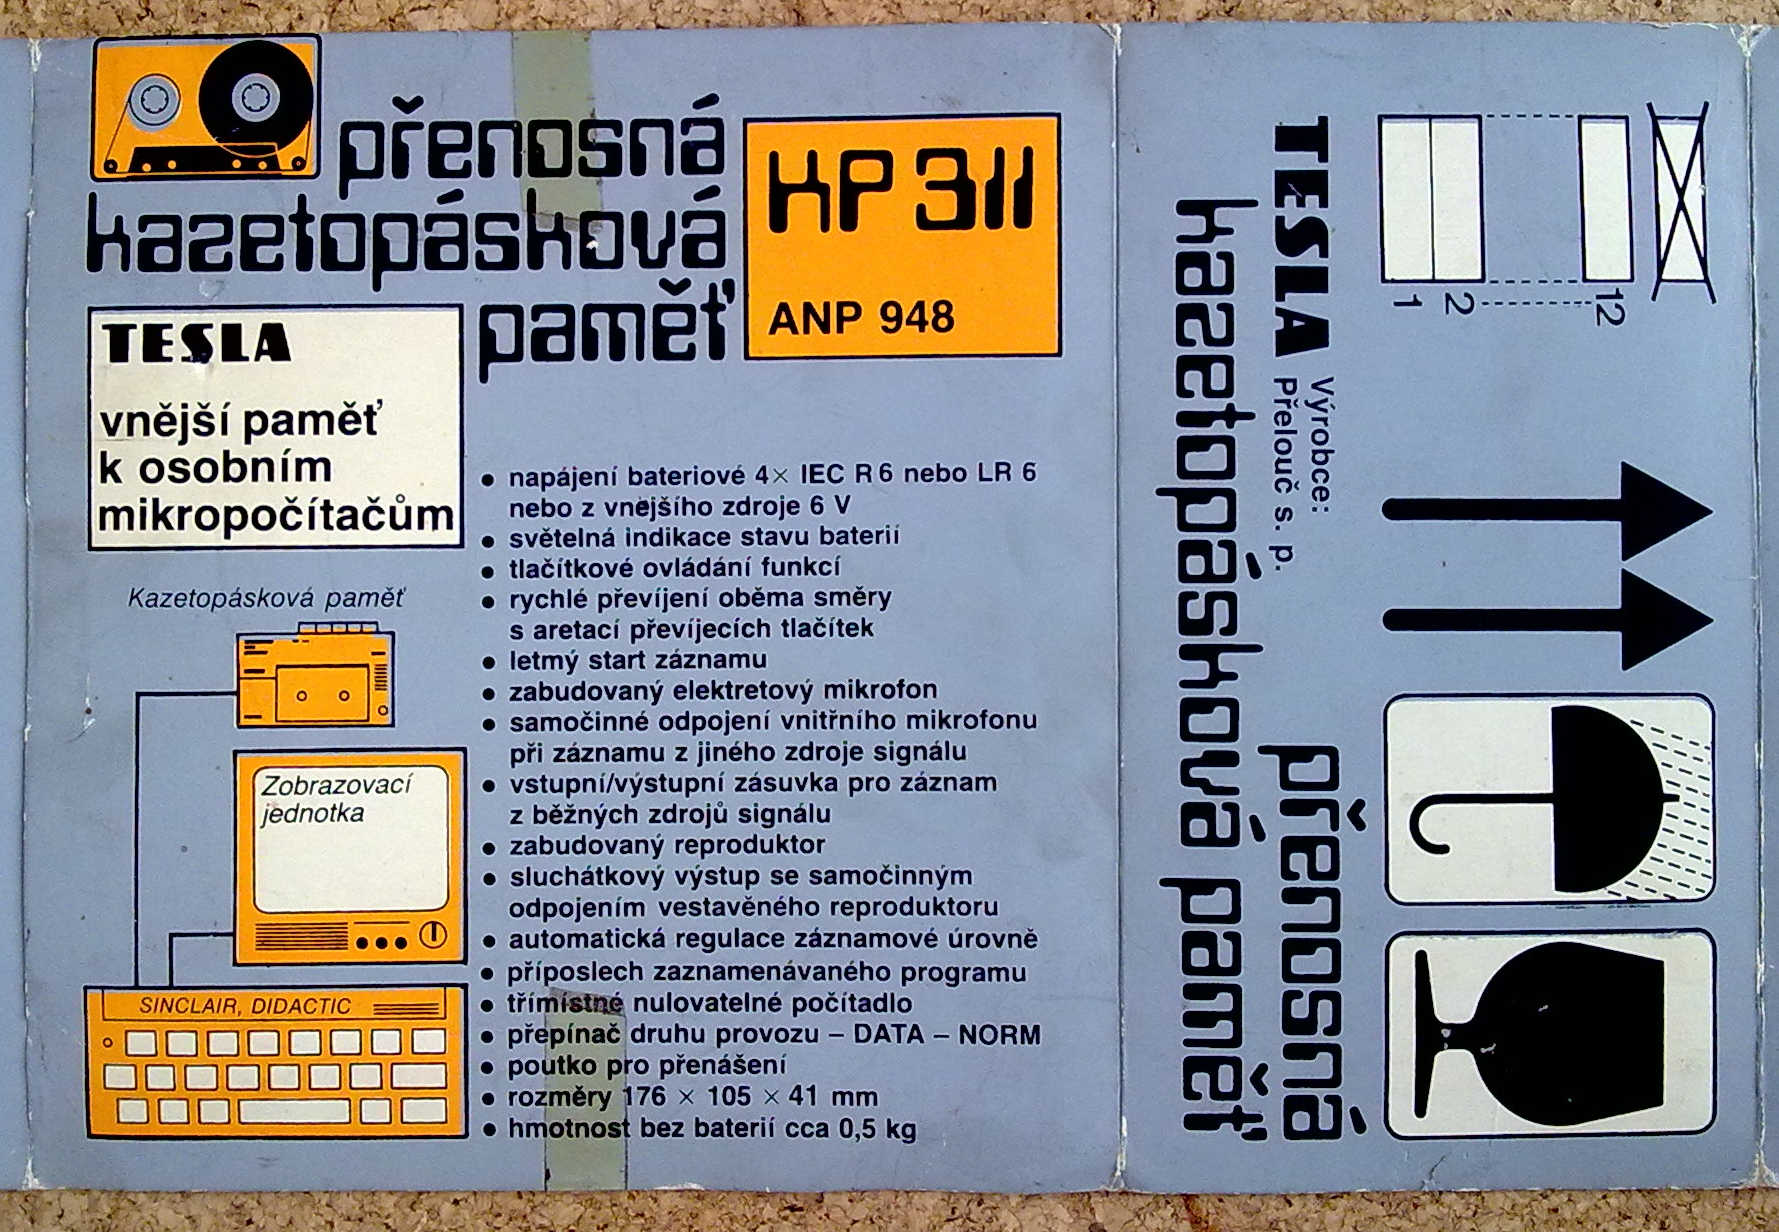 přenosná
kazetopásková
paměť
KP 311
ANP 948
TESLA
vnější paměť
k osobním
mikropočítačům
Kazetopásková paměť
Zobrazovací
jednotka
SINCLAIR, DIDACTIC
● napájení bateriové 4× IEC R 6 nebo LR 6
nebo z vnějšího zdroje 6 V
● světelná indikace stavu baterií
● tlačítkové ovládání funkcí
● rychlé převíjení oběma směry
s aretací převíjecích tlačítek
● letmý start záznamu
● zabudovaný elektretový mikrofon
● samočinné odpojení vnitřního mikrofonu
při záznamu z jiného zdroje signálu
● vstupní/výstupní zásuvka pro záznam
z běžných zdrojů signálu
● zabudovaný reproduktor
● sluchátkový výstup se samočinným
odpojením vestavěného reproduktoru
● automatická regulace záznamové úrovně
● příposlech zaznamenávaného programu
● třímístné nulovatelné počítadlo
● přepínač druhu provozu – DATA – NORM
● poutko pro přenášení
● rozměry 176 × 105 × 41 mm
● hmotnost bez baterií cca 0,5 kg
1
2
12
TESLA
Výrobce:
Přelouč s. p.
přenosná
kazetopásková paměť